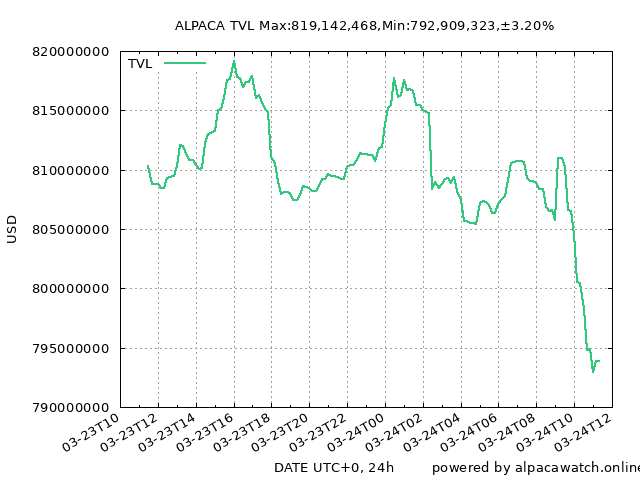 ALPACA TVL Max:819,142,468,Min:792,909,323,±3.20%
TVL
820000000
815000000
810000000
805000000
800000000
795000000
790000000
USD
03-23T10
03-23T12
03-23T14
03-23T16
03-23T18
03-23T20
03-23T22
03-24T00
03-24T02
03-24T04
03-24T06
03-24T08
03-24T10
03-24T12
DATE UTC+0, 24h
powered by alpacawatch.online